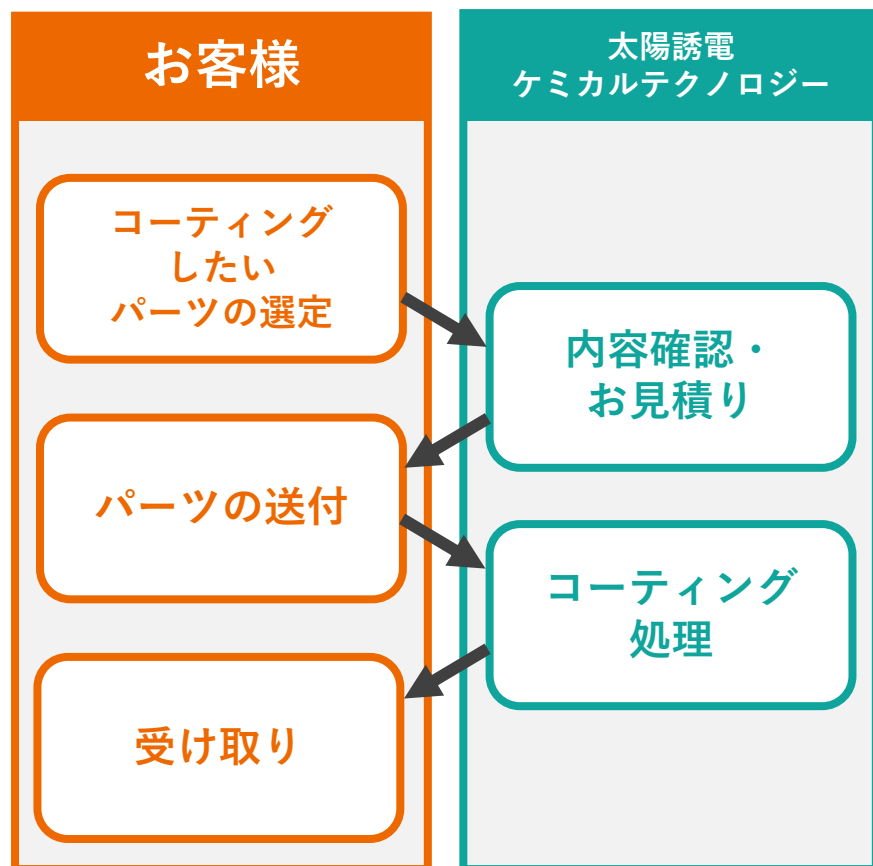 お客様
太陽誘電
ケミカルテクノロジー
コーティング
したい
パーツの選定
内容確認・
お見積り
パーツの送付
コーティング
処理
受け取り